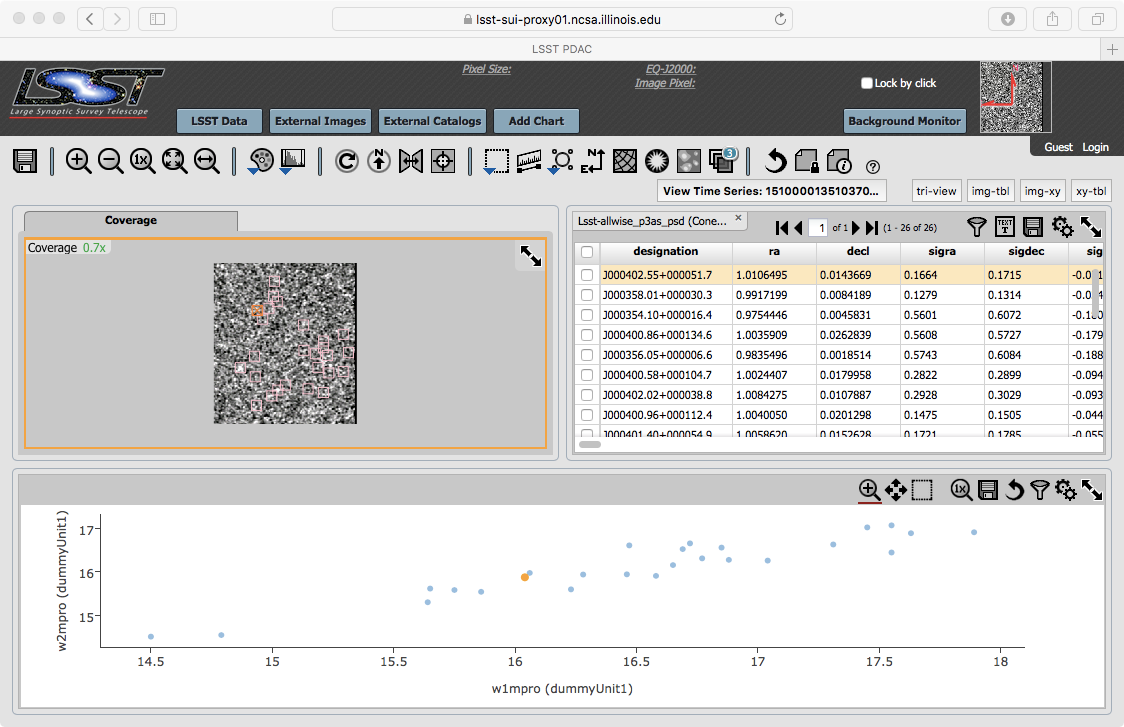 lsst-sui-proxy01.ncsa.illinois.edu
LSST PDAC
LSST
Large Synoptic Survey Telescope
Pixel Size:
EQ-J2000:
Image Pixel:
Lock by click
LSST Data
External Images
External Catalogs
Add Chart
Background Monitor
Guest Login
1x
3
View Time Series: 151000013510370...
tri-view
img-tbl
img-xy
xy-tbl
Coverage
Coverage 0.7x
Lsst-allwise_p3as_psd (Cone...
1 of 1 (1 - 26 of 26)
TEXT
designation ra decl sigra sigdec sig
J000402.55+000051.7 1.0106495 0.0143669 0.1664 0.1715
J000358.01+000030.3 0.9917199 0.0084189 0.1279 0.1314
J000354.10+000016.4 0.9754446 0.0045831 0.5601 0.6072
J000400.86+000134.6 1.0035909 0.0262839 0.5608 0.5727 -0.179
J000356.05+000006.6 0.9835496 0.0018514 0.5743 0.6084 -0.188
J000400.58+000104.7 1.0024407 0.0179958 0.2822 0.2899 -0.094
J000402.02+000038.8 1.0084275 0.0107887 0.2928 0.3029 -0.093
J000400.96+000112.4 1.0040050 0.0201298 0.1475 0.1505 -0.044
J000401.40+000054.9 1.0058620 0.0152628 0.1721 0.1785 -0.055
1x
w2mpro (dummyUnit1)
17
16
15
14.5 15 15.5 16 16.5 17 17.5 18
w1mpro (dummyUnit1)